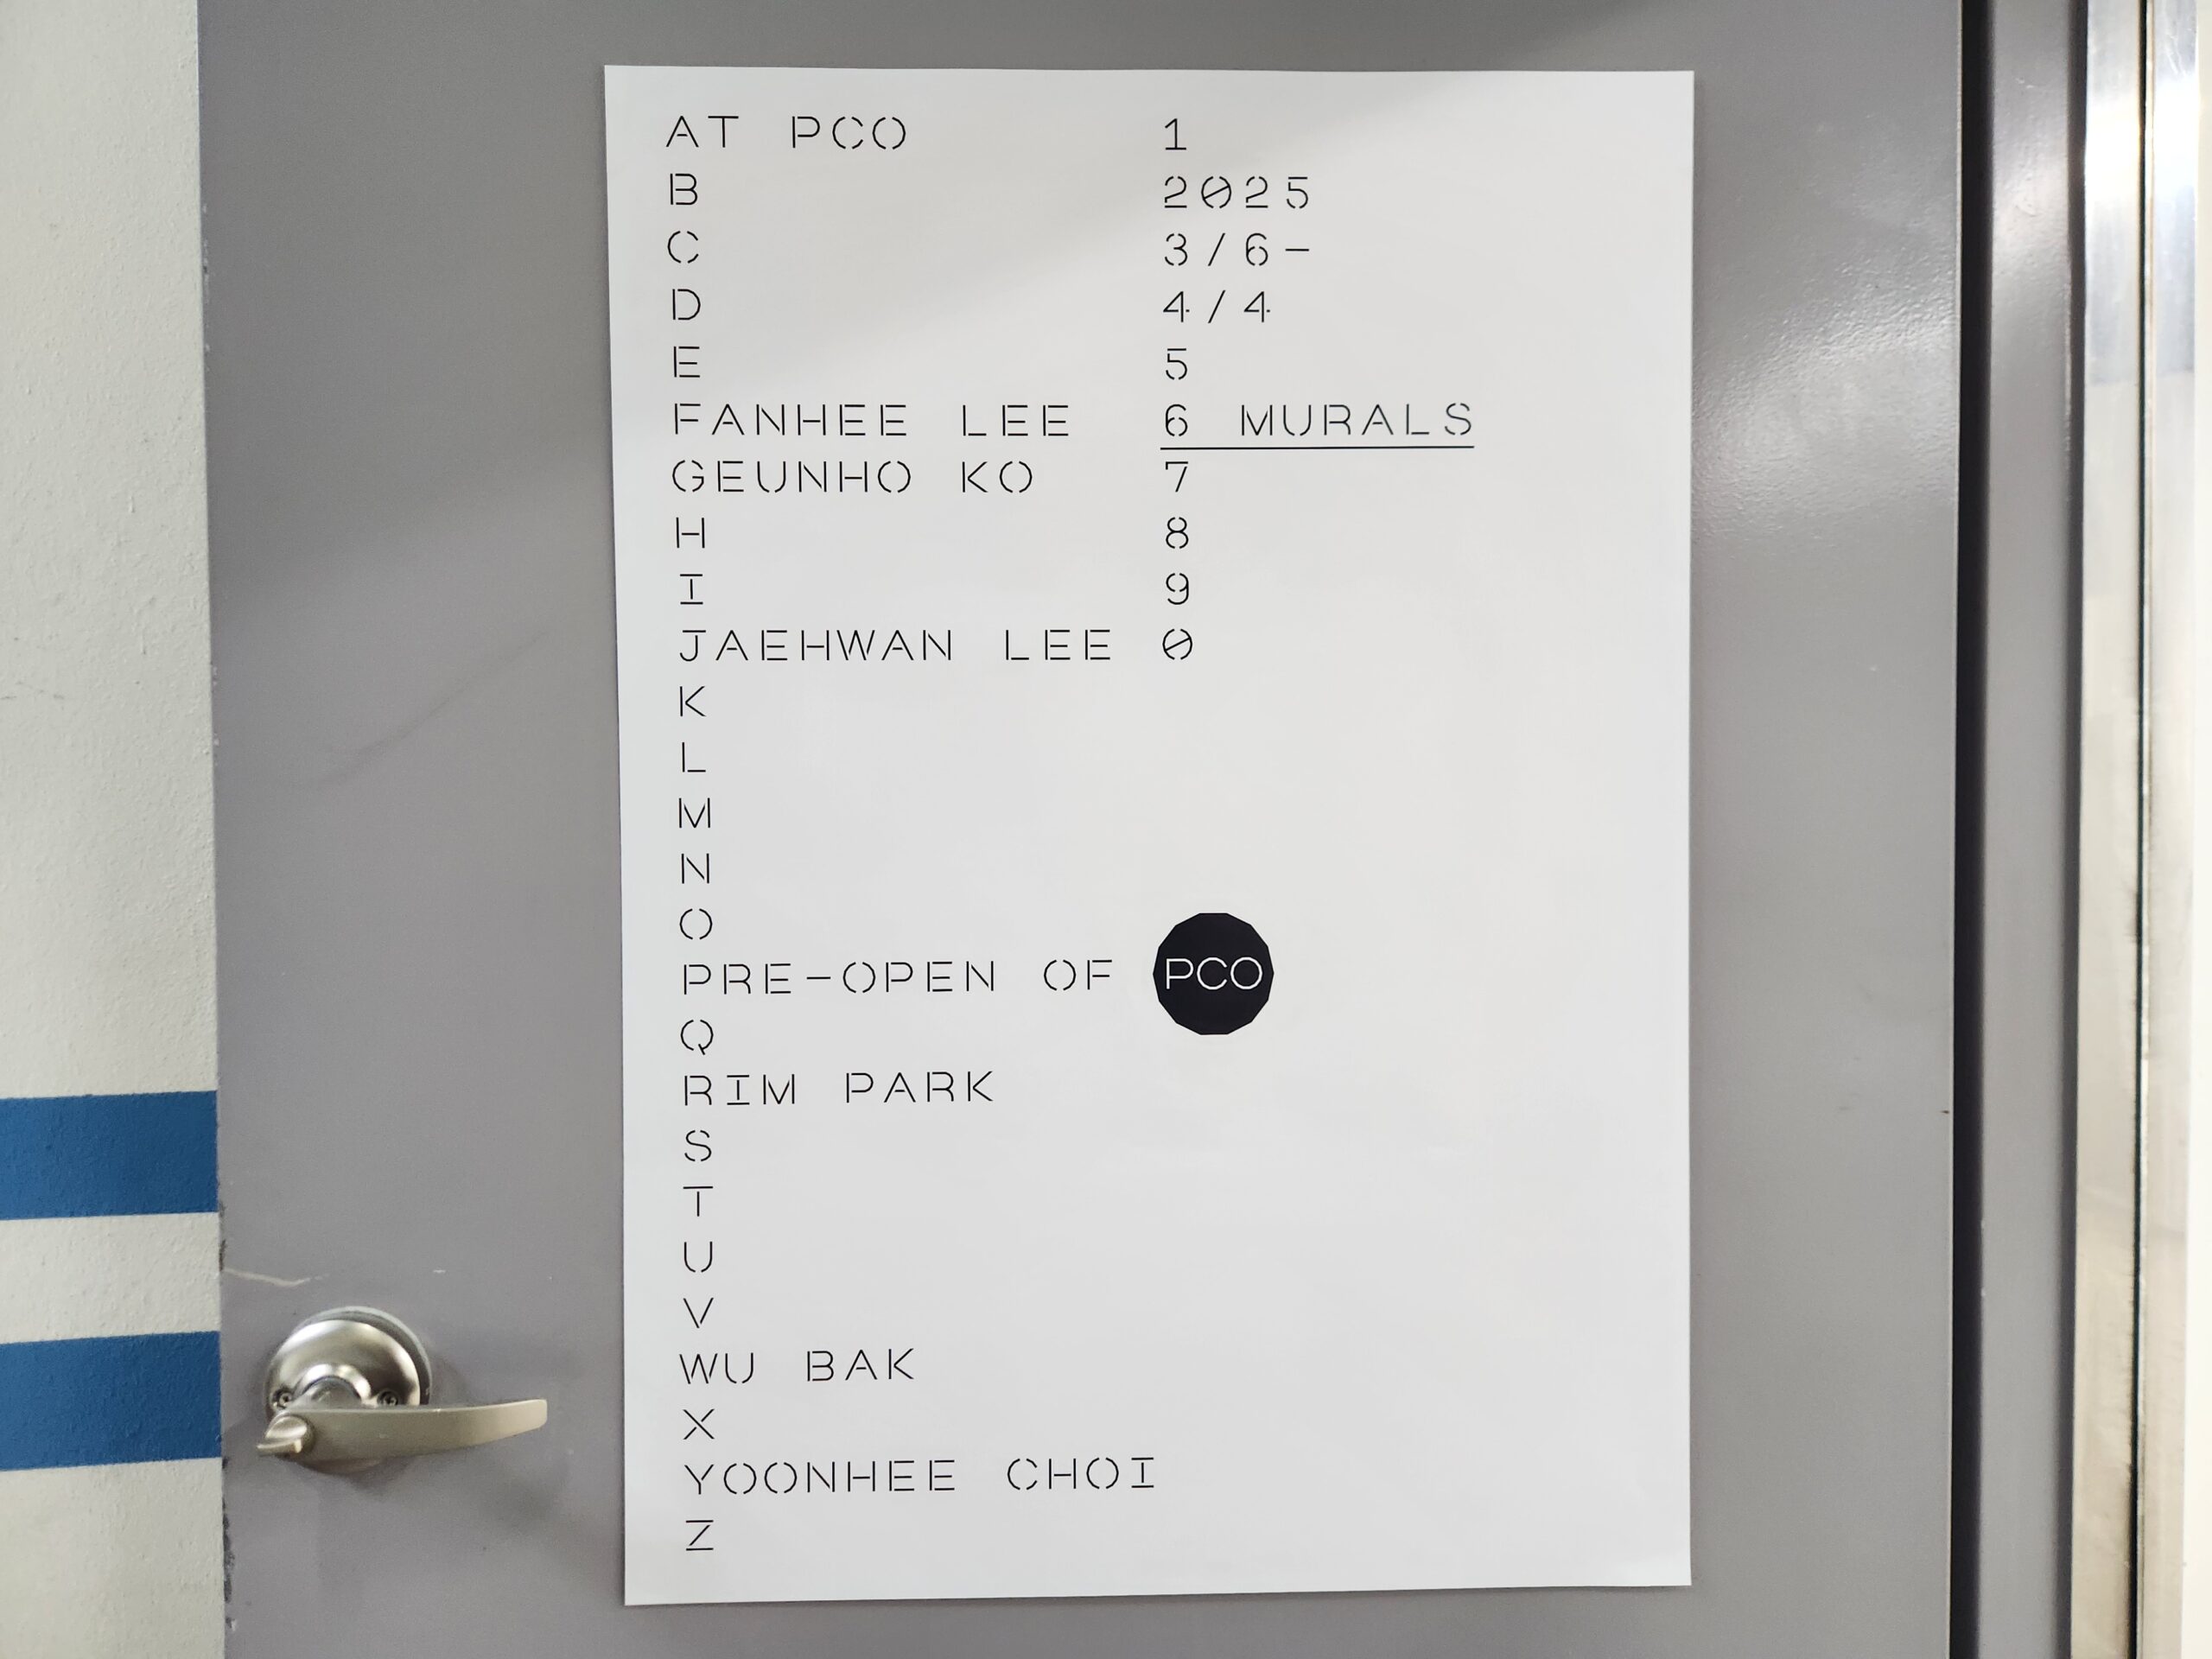 AT PCO 1
B 2025
C 3/6-
D 4/4
E 5
FANHEE LEE 6 MURALS
GEUNHO KO 7
H 8
I 9
JAEHWAN LEE 0
K
L
M
N
O
PRE-OPEN OF PCO
Q
RIM PARK
S
T
U
V
WU BAK
X
YOONHEE CHOI
Z